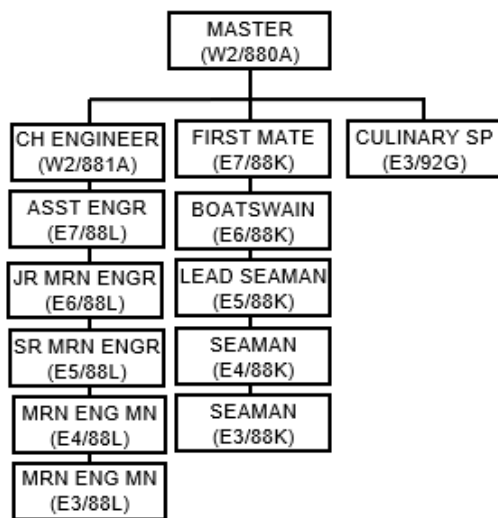 MASTER
(W2/880A)
CH ENGINEER
(W2/881A)
FIRST MATE
(E7/88K)
CULINARY SP
(E3/92G)
ASST ENGR
(E7/88L)
BOATSWAIN
(E6/88K)
JR MRN ENGR
(E6/88L)
LEAD SEAMAN
(E5/88K)
SR MRN ENGR
(E5/88L)
SEAMAN
(E4/88K)
MRN ENG MN
(E4/88L)
SEAMAN
(E3/88K)
MRN ENG MN
(E3/88L)